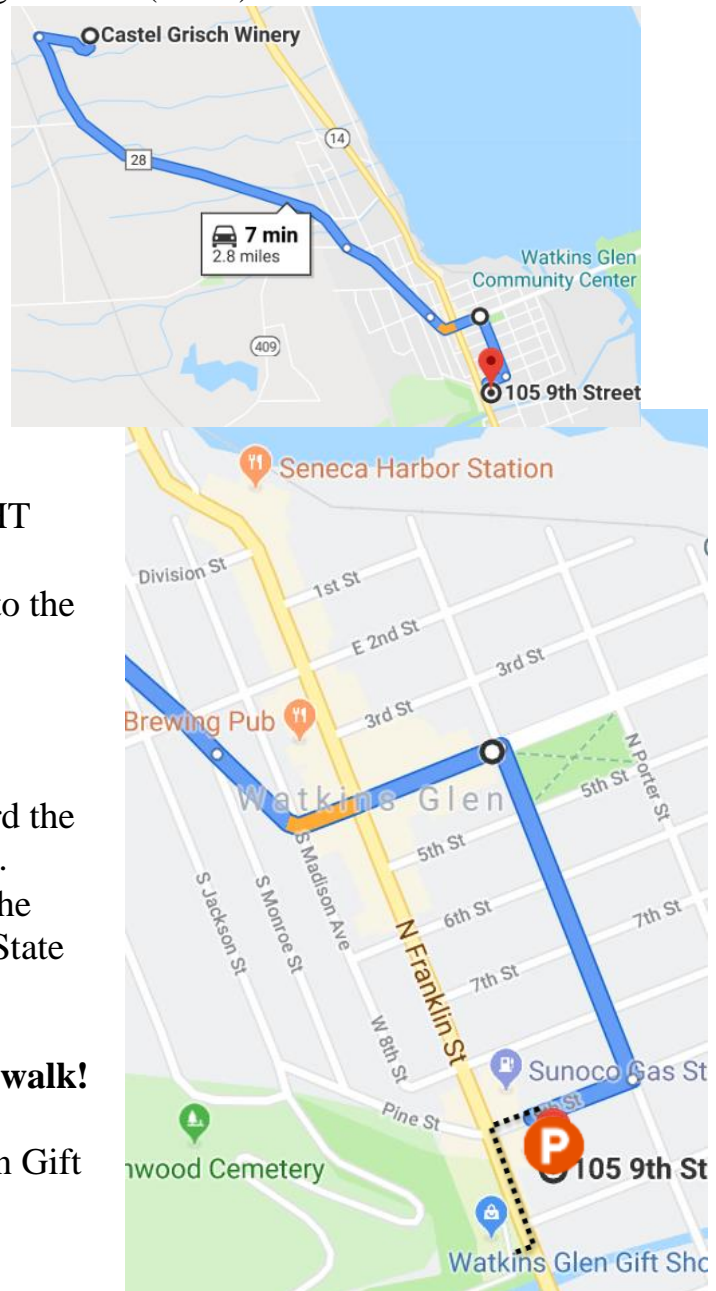 Castel Grisch Winery
14
28
7 min
2.8 miles
Watkins Glen
Community Center
409
105 9th Street
Seneca Harbor Station
IT
Division St
1st St
to the
E 2nd St
3rd St
Brewing Pub
3rd St
N Porter St
5th St
Watkins Glen
rd the
S Madison Ave
5th St
.
he
S Jackson St
S Monroe St
6th St
7th St
State
N Franklin St
7th St
W 8th St
Sunoco Gas St
walk!
Pine St
P
nwood Cemetery
105 9th St
n Gift
Watkins Glen Gift Sho